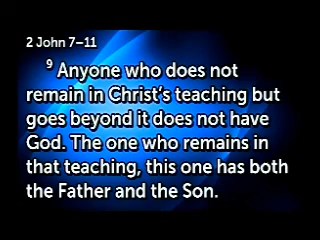 2 John 7–11
9 Anyone who does not
remain in Christ's teaching but
goes beyond it does not have
God. The one who remains in
that teaching, this one has both
the Father and the Son.